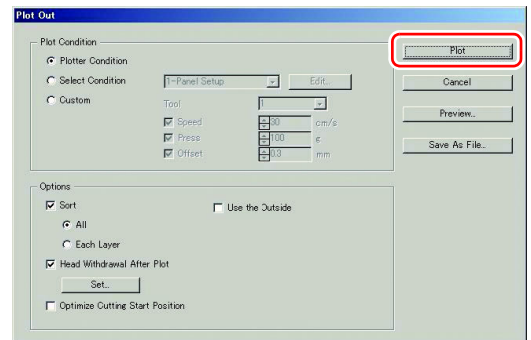 Plot Out
Plot Condition
Plotter Condition
Select Condition
1-Panel Setup
Edit..
Custom
Tool
1
Speed
30
cm/s
Press
100
g
Offset
0.3
mm
Plot
Cancel
Preview..
Save As File..
Options
Sort
Use the Outside
All
Each Layer
Head Withdrawal After Plot
Set..
Optimize Cutting Start Position